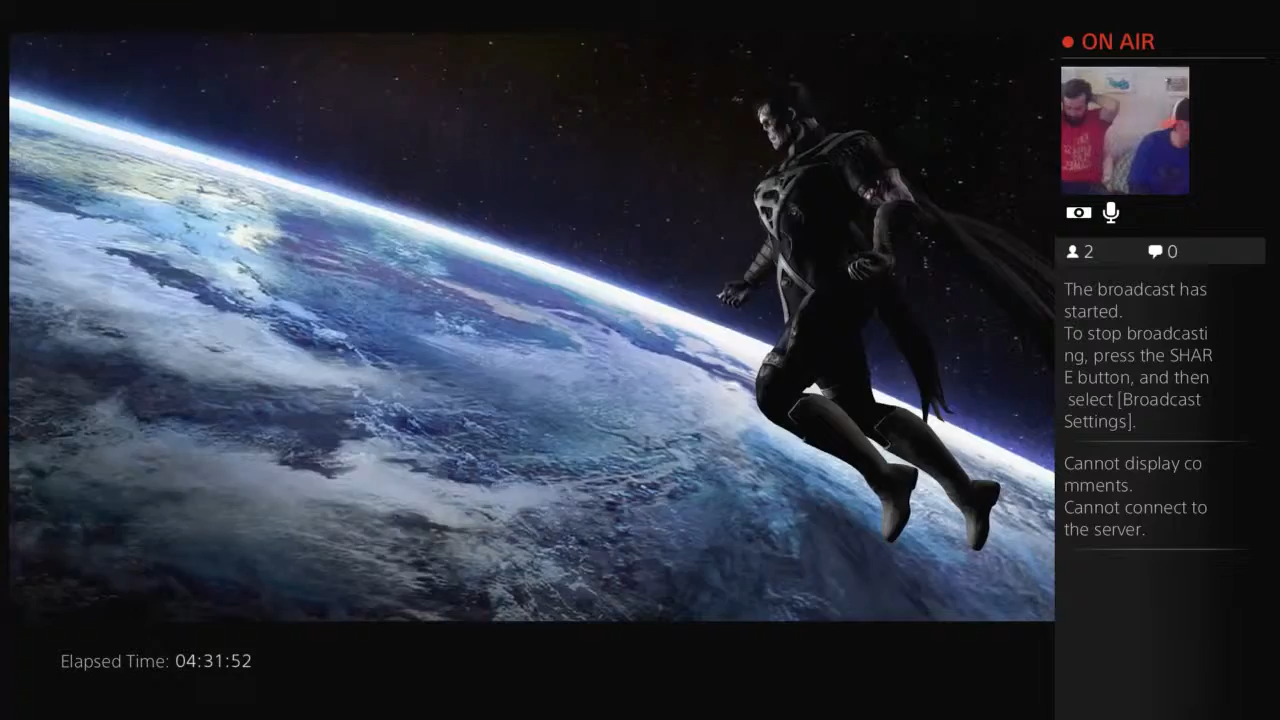 ON AIR
2
0
The broadcast has
started.
To stop broadcasti
ng, press the SHAR
E button, and then
select [Broadcast
Settings].
Cannot display co
mments.
Cannot connect to
the server.
Elapsed Time: 04:31:52